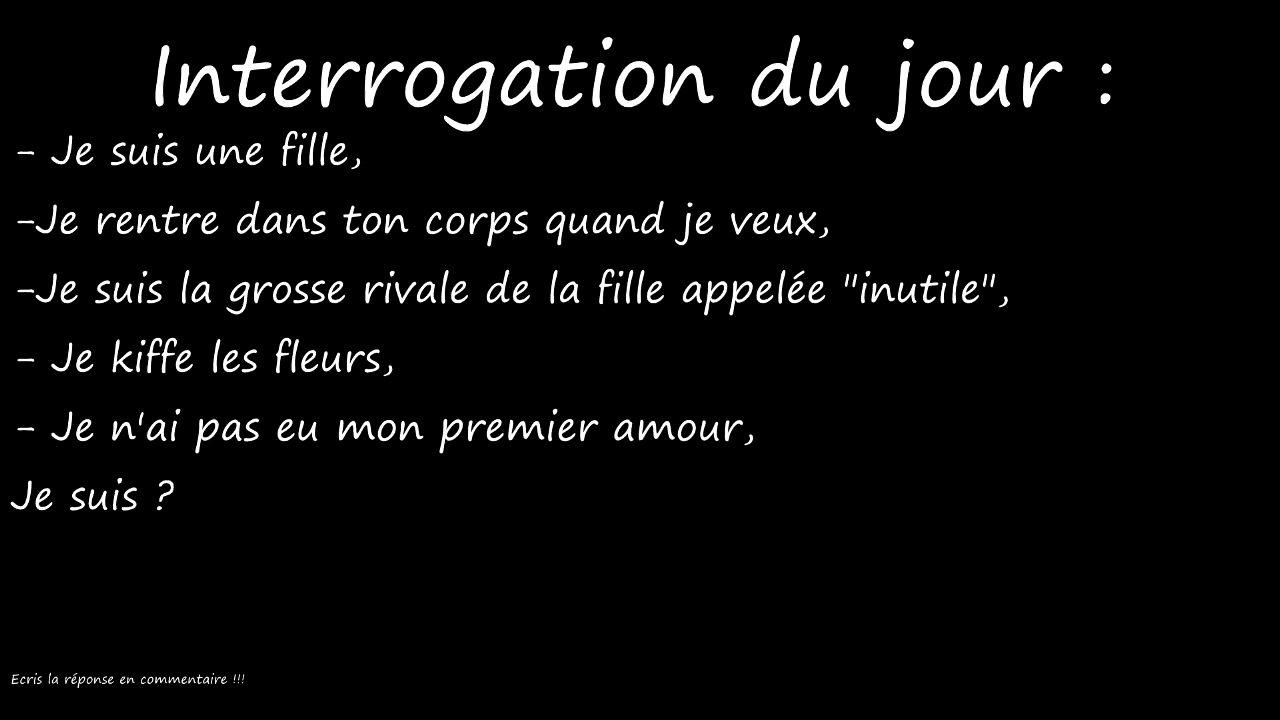 Interrogation du jour :
- Je suis une fille,
-Je rentre dans ton corps quand je veux,
-Je suis la grosse rivale de la fille appelée "inutile",
- Je kiffe les fleurs,
- Je n'ai pas eu mon premier amour,
Je suis ?
Ecris la réponse en commentaire !!!